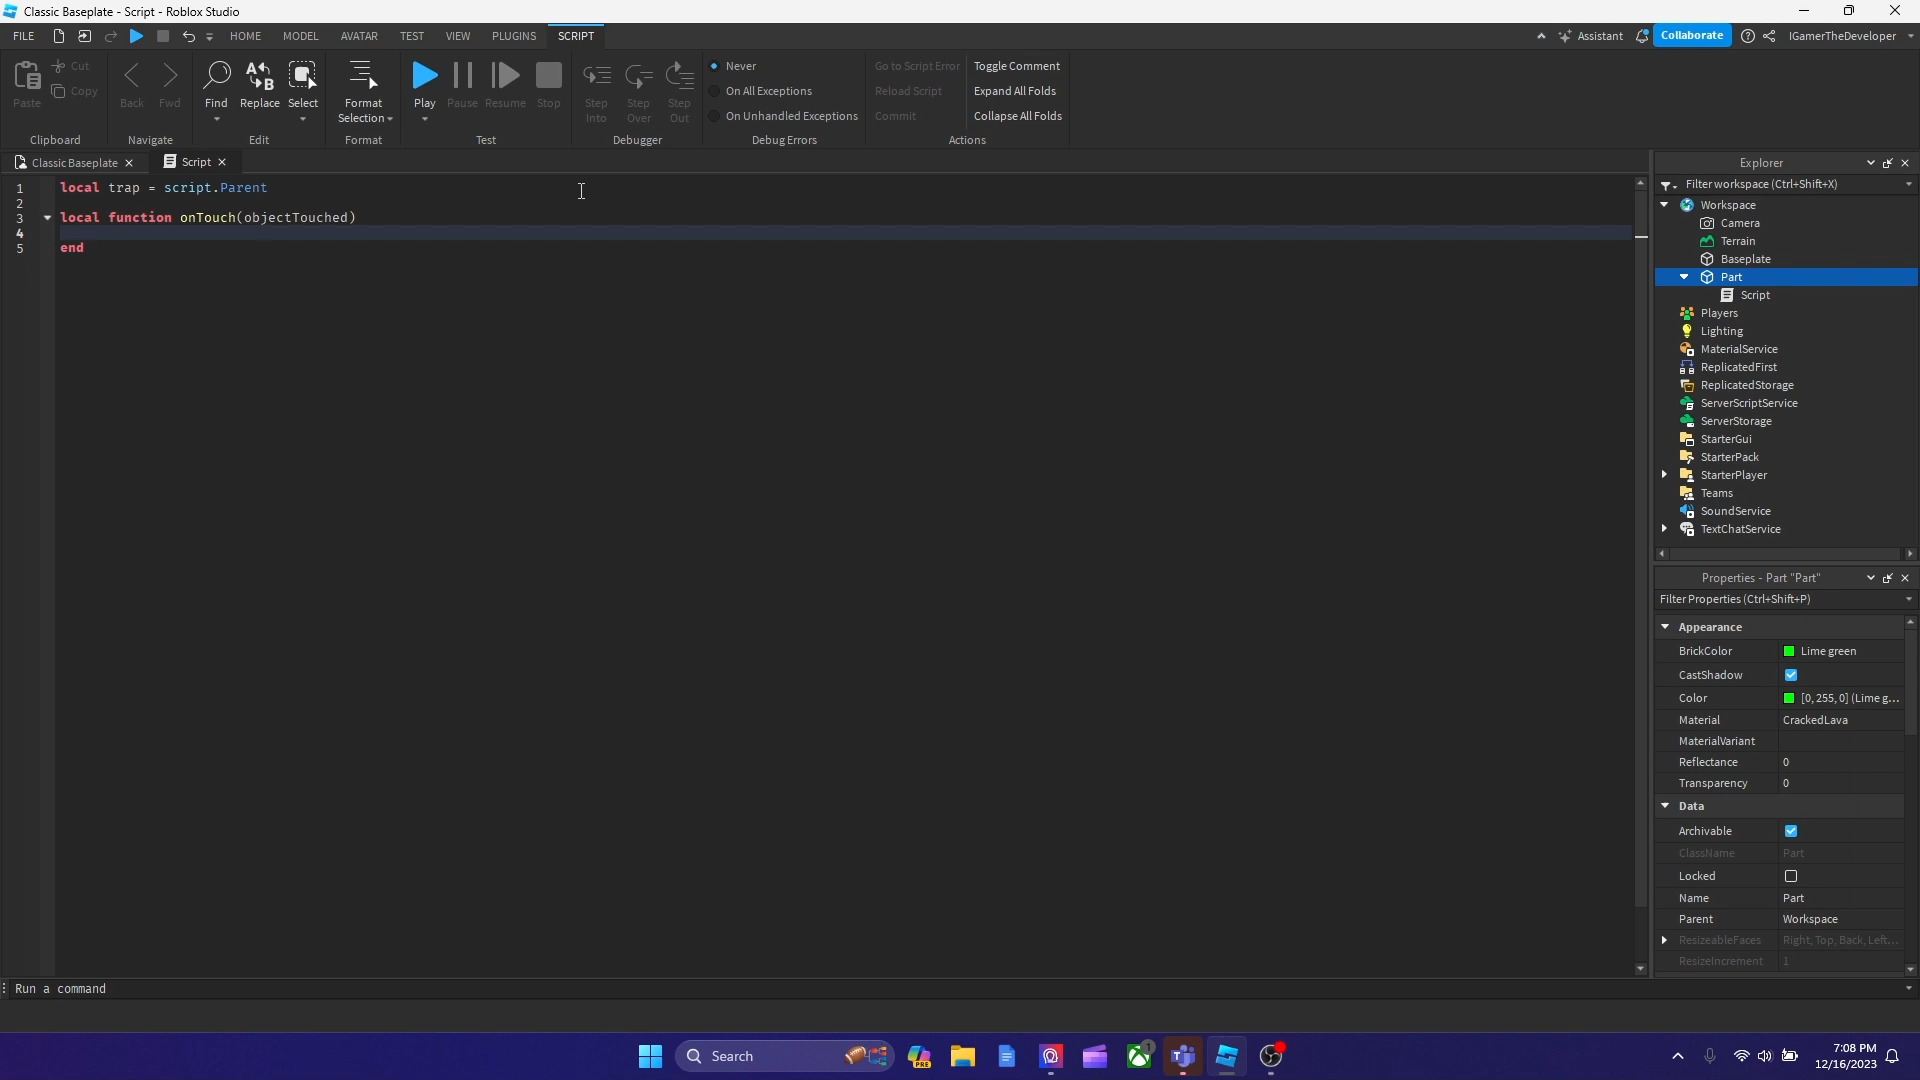 Classic Baseplate - Script - Roblox Studio
FILE HOME MODEL AVATAR TEST VIEW PLUGINS SCRIPT Assistant Collaborate IGamerTheDeveloper
Paste Cut Copy Back Fwd Find Replace Select Format Selection Play Pause Resume Stop Step Into Step Over Step Out
Never Go to Script Error Toggle Comment
On All Exceptions Reload Script Expand All Folds
On Unhandled Exceptions Commit Collapse All Folds
Clipboard Navigate Edit Format Test Debugger Debug Errors Actions
Classic Baseplate Script
1 local trap = script.Parent
2
3 local function onTouch(objectTouched)
4
5 end
Explorer
Filter workspace (Ctrl+Shift+X)
Workspace
Camera
Terrain
Baseplate
Part
Script
Players
Lighting
MaterialService
ReplicatedFirst
ReplicatedStorage
ServerScriptService
ServerStorage
StarterGui
StarterPack
StarterPlayer
Teams
SoundService
TextChatService
Properties - Part "Part"
Filter Properties (Ctrl+Shift+P)
Appearance
BrickColor Lime green
CastShadow
Color [0, 255, 0] (Lime g...
Material CrackedLava
MaterialVariant
Reflectance 0
Transparency 0
Data
Archivable
ClassName Part
Locked
Name Part
Parent Workspace
ResizeableFaces Right, Top, Back, Left...
ResizeIncrement 1
Run a command
Search PRE 1 7:08 PM
12/16/2023